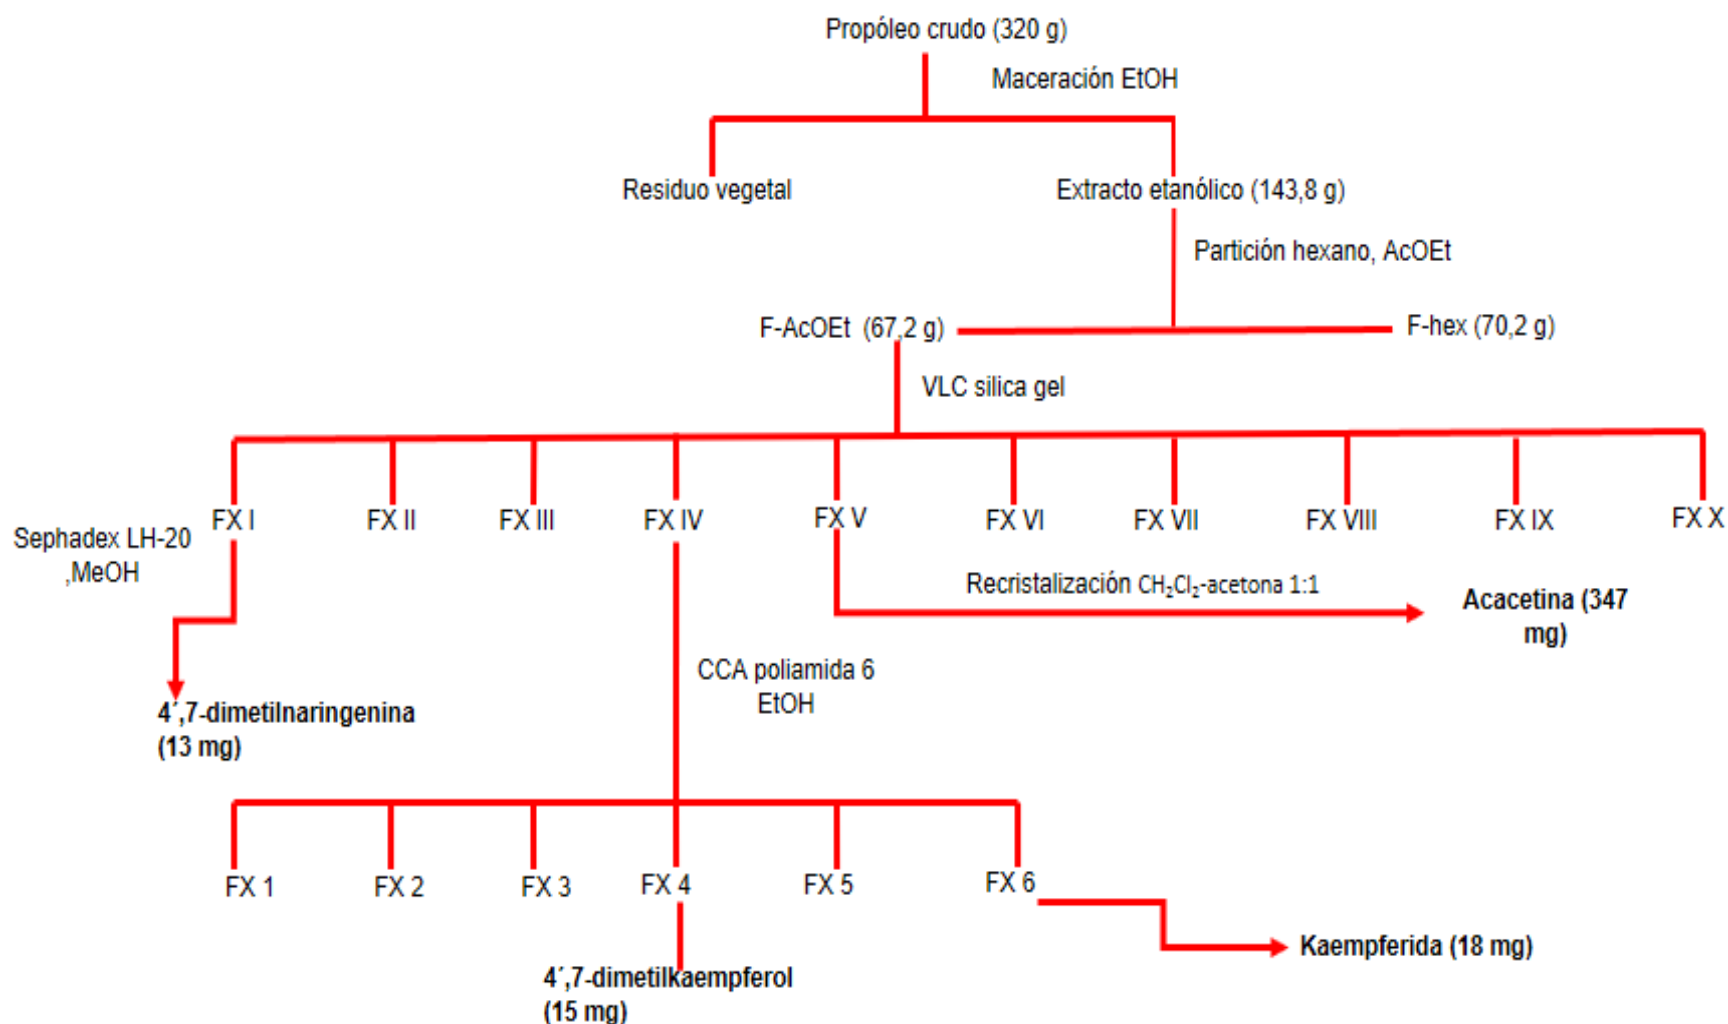 Propóleo crudo (320 g)
Maceración EtOH
Residuo vegetal
Extracto etanólico (143,8 g)
Partición hexano, AcOEt
F-AcOEt (67,2 g)
F-hex (70,2 g)
VLC silica gel
FX I
FX II
FX III
FX IV
FX V
FX VI
FX VII
FX VIII
FX IX
FX X
Sephadex LH-20
,MeOH
Recristalización CH₂Cl₂-acetona 1:1
Acacetina (347
mg)
CCA poliamida 6
EtOH
4´,7-dimetilnaringenina
(13 mg)
FX 1
FX 2
FX 3
FX 4
FX 5
FX 6
Kaempferida (18 mg)
4´,7-dimetilkaempferol
(15 mg)